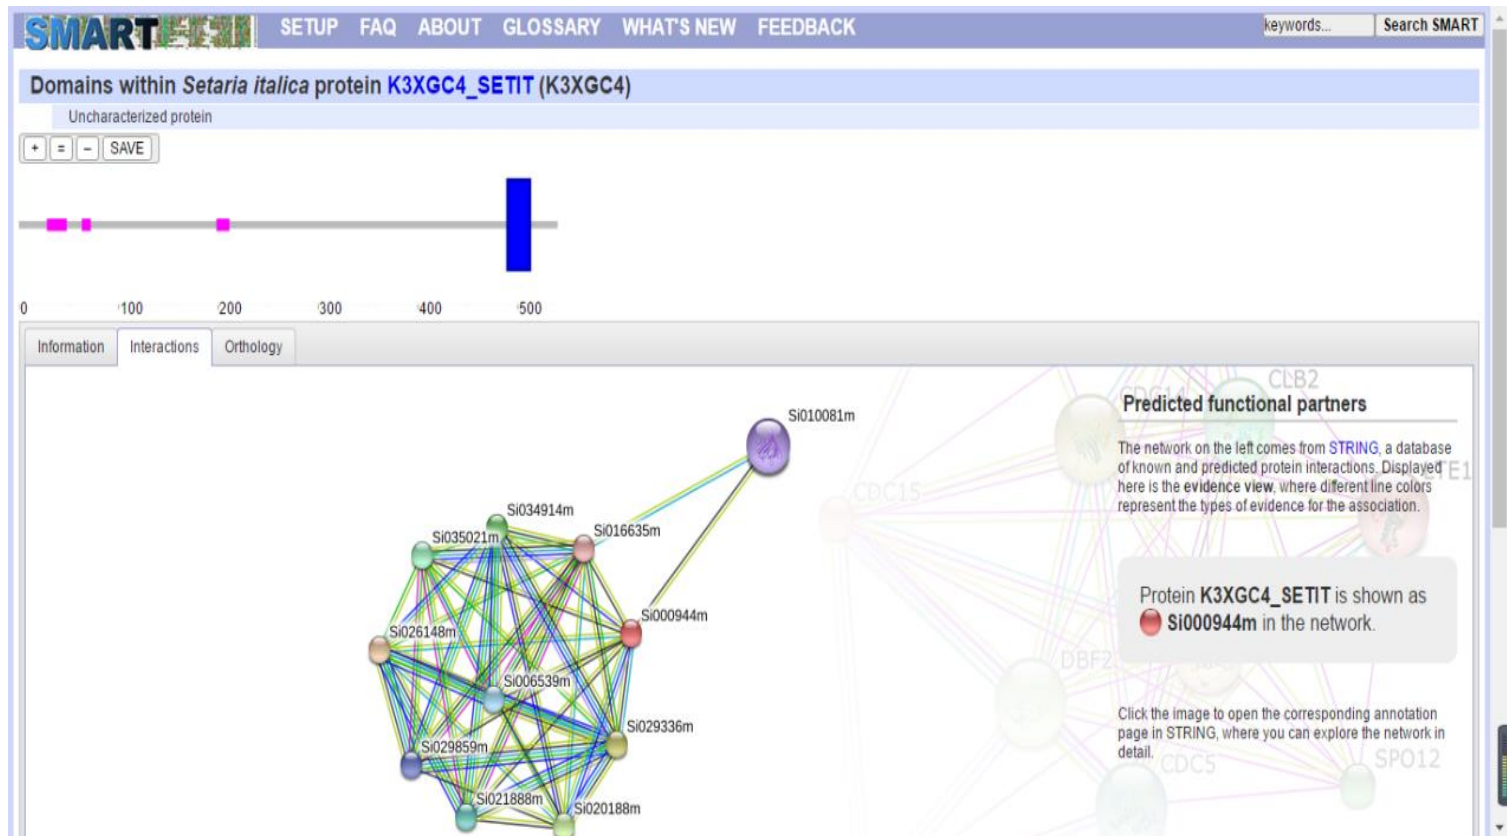 SMART SETUP FAQ ABOUT GLOSSARY WHAT'S NEW FEEDBACK keywords... Search SMART
Domains within Setaria italica protein K3XGC4_SETIT (K3XGC4)
Uncharacterized protein
+ = - SAVE
0 100 200 300 400 500
Information Interactions Orthology
CLB2
CDC14
Predicted functional partners
The network on the left comes from STRING, a database
of known and predicted protein interactions. Displayed
here is the evidence view, where different line colors
represent the types of evidence for the association.
TE1
CDC15
Protein K3XGC4_SETIT is shown as
Si000944m in the network.
DBF2
Click the image to open the corresponding annotation
page in STRING, where you can explore the network in
detail.
CDC5
SPO12
Si010081m
Si034914m
Si016635m
Si035021m
Si000944m
Si026148m
Si006539m
Si029336m
Si029859m
Si021888m
Si020188m